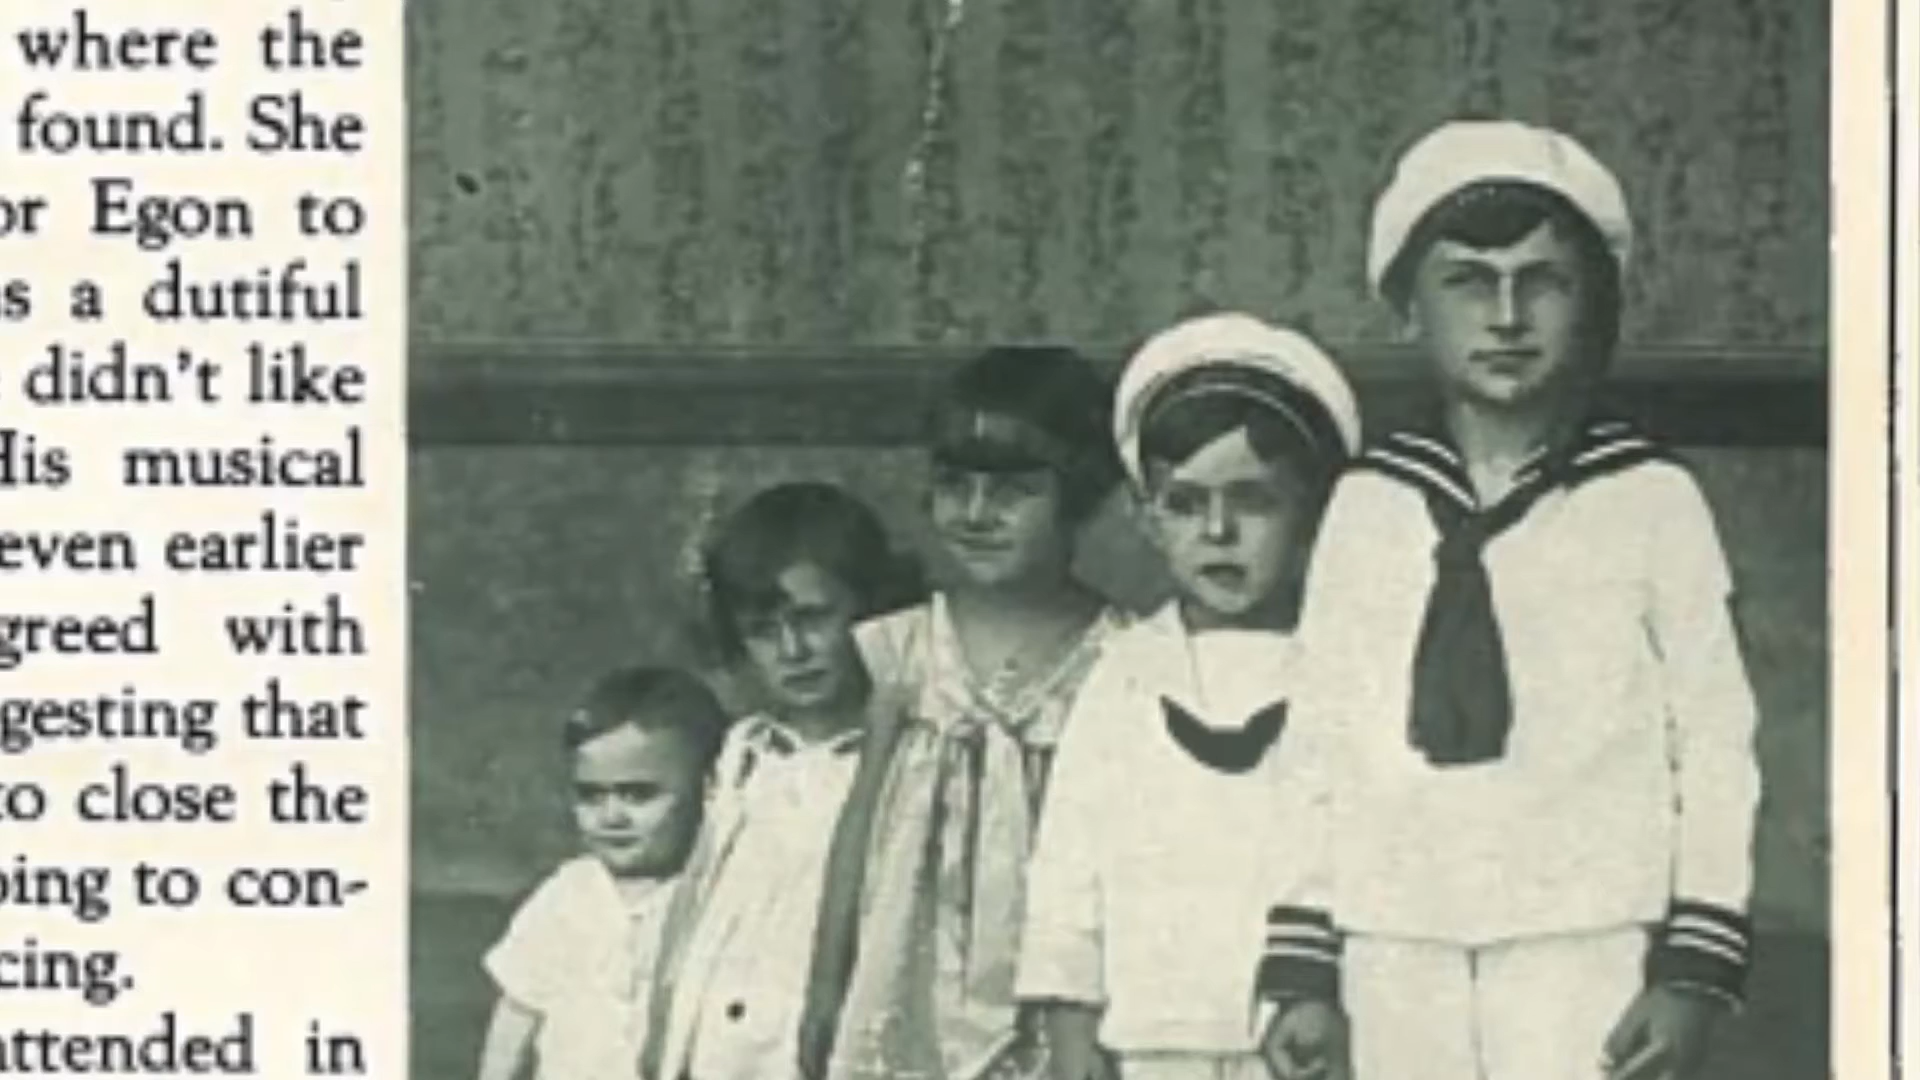 where the
found. She
or Egon to
s a dutiful
didn't like
His musical
even earlier
greed with
gesting that
to close the
ping to con-
cing.
attended in